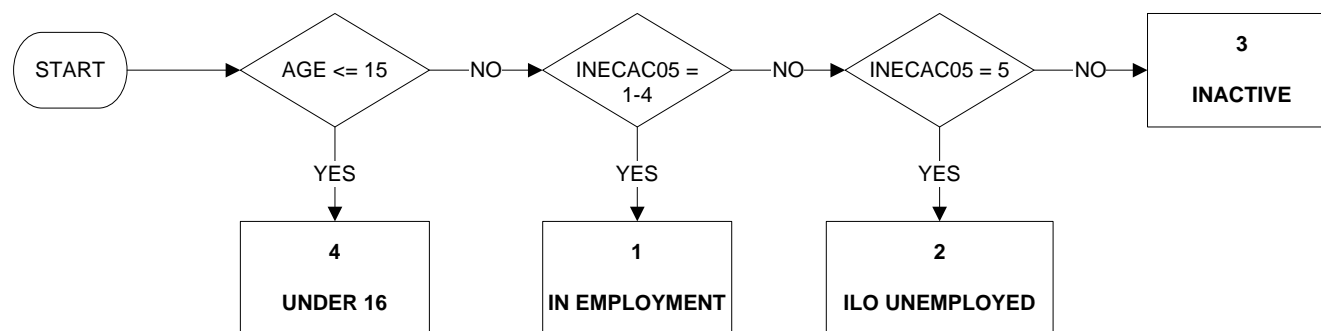 START
AGE <= 15
NO
INECAC05 =
1-4
NO
INECAC05 = 5
NO
3
INACTIVE
YES
YES
YES
4
UNDER 16
1
IN EMPLOYMENT
2
ILO UNEMPLOYED